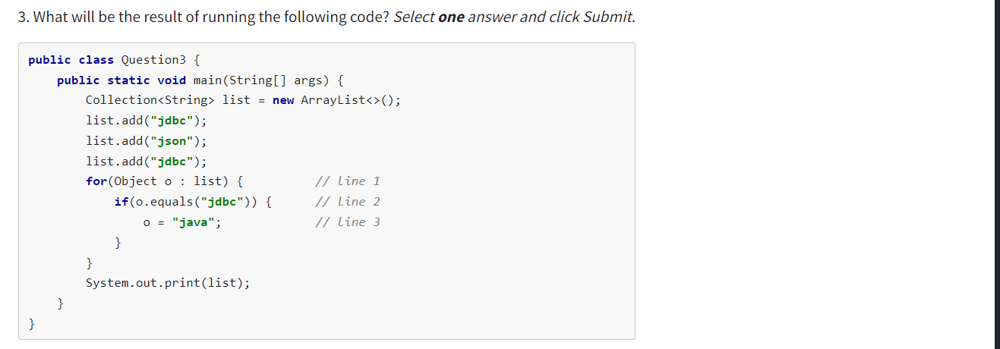 3. What will be the result of running the following code? Select one answer and click Submit.
public class Question3 {
    public static void main(String[] args) {
        Collection<String> list = new ArrayList<>();
        list.add("jdbc");
        list.add("json");
        list.add("jdbc");
        for(Object o : list) {          // line 1
            if(o.equals("jdbc")) {      // line 2
                o = "java";             // line 3
            }
        }
        System.out.print(list);
    }
}